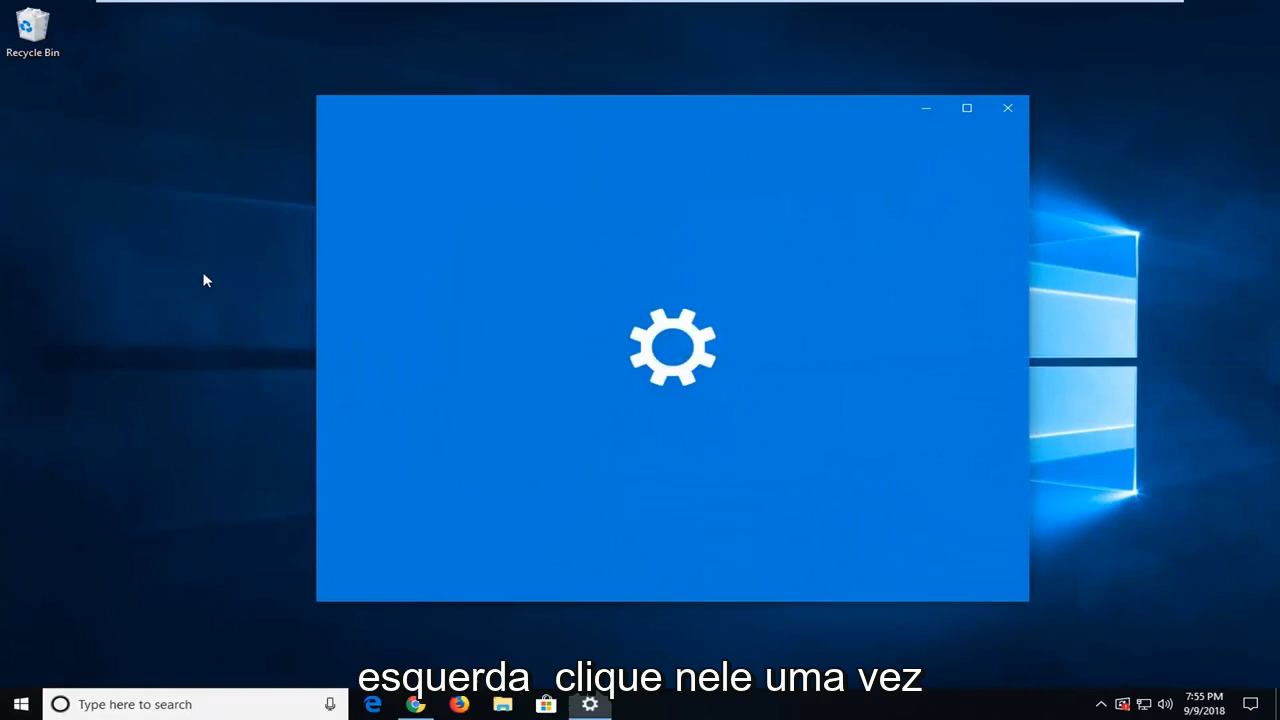 Recycle Bin
esquerda  clique nele uma vez
Type here to search
7:55 PM
9/9/2018